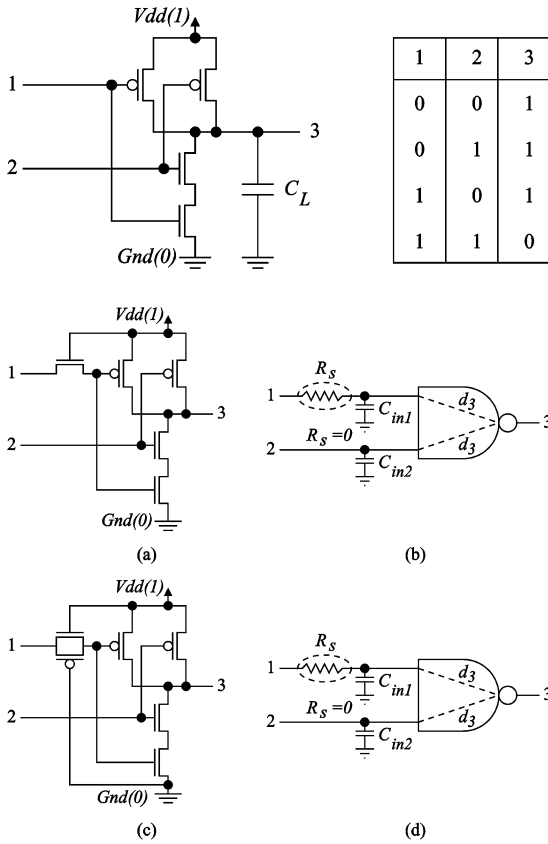 Vdd(1)
1
2
3
C_L
Gnd(0)
1 2 3
0 0 1
0 1 1
1 0 1
1 1 0
Vdd(1)
1
2
3
Gnd(0)
(a)
R_s
1
C_in1
d_3
3
2
R_s=0
d_3
C_in2
(b)
Vdd(1)
1
2
3
Gnd(0)
(c)
R_s
1
C_in1
d_3
3
2
R_s=0
d_3
C_in2
(d)